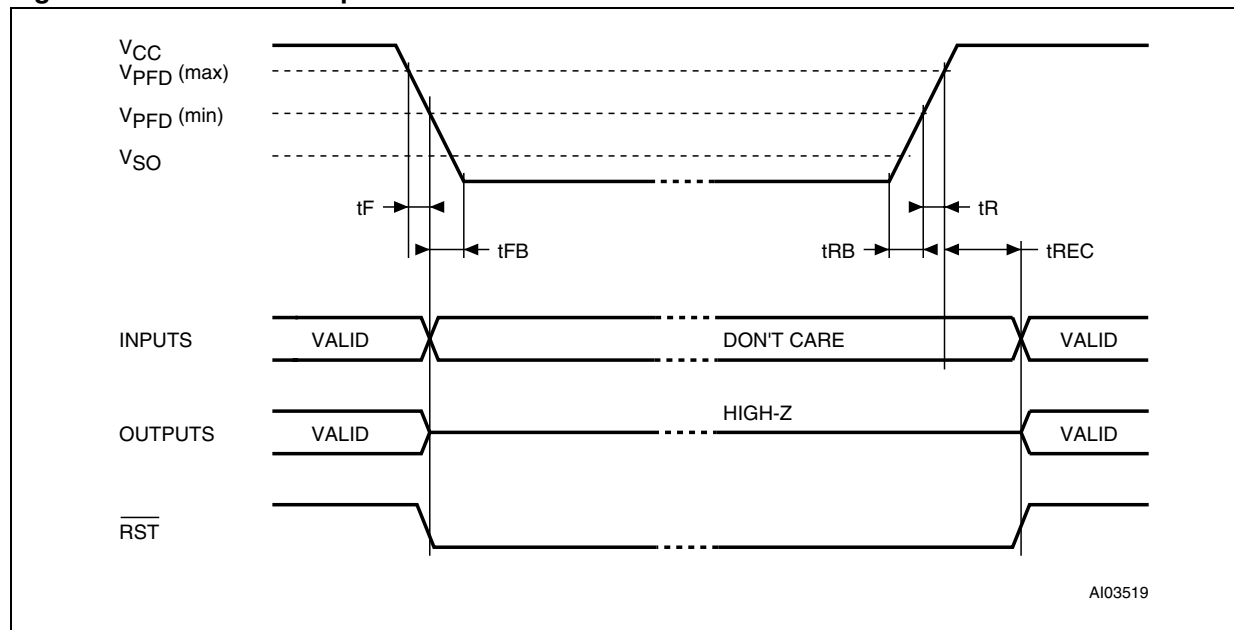 VCC
VPFD (max)
VPFD (min)
VSO
tF
tR
tFB
tRB
tREC
INPUTS
VALID
DON'T CARE
VALID
HIGH-Z
OUTPUTS
VALID
VALID
RST
AI03519